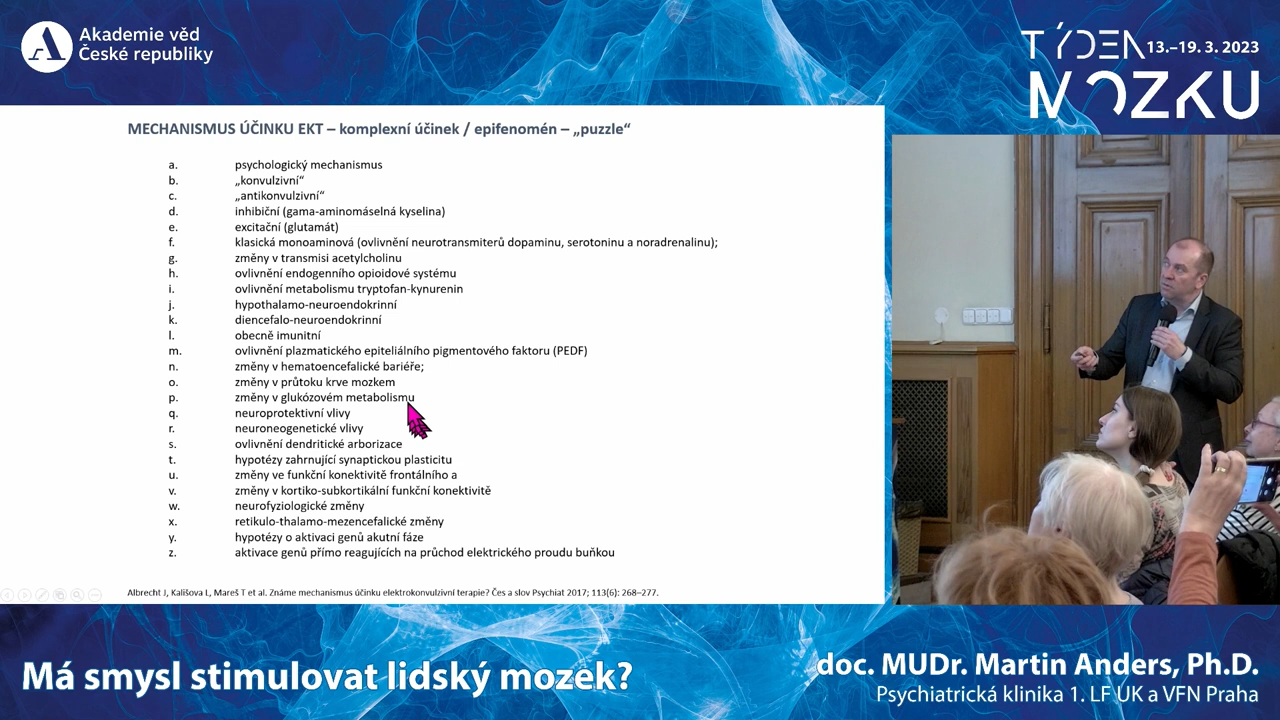 Akademie věd
České republiky
TÝDEN 13.–19. 3. 2023
MOZKU
MECHANISMUS ÚČINKU EKT – komplexní účinek / epifenomén – „puzzle“
a. psychologický mechanismus
b. „konvulzivní“
c. „antikonvulzivní“
d. inhibiční (gama-aminomáselná kyselina)
e. excitační (glutamát)
f. klasická monoaminová (ovlivnění neurotransmiterů dopaminu, serotoninu a noradrenalinu);
g. změny v transmisi acetylcholinu
h. ovlivnění endogenního opioidové systému
i. ovlivnění metabolismu tryptofan-kynurenin
j. hypothalamo-neuroendokrinní
k. diencefalo-neuroendokrinní
l. obecně imunitní
m. ovlivnění plazmatického epiteliálního pigmentového faktoru (PEDF)
n. změny v hematoencefalické bariéře;
o. změny v průtoku krve mozkem
p. změny v glukózovém metabolismu
q. neuroprotektivní vlivy
r. neuroneogenetické vlivy
s. ovlivnění dendritické arborizace
t. hypotézy zahrnující synaptickou plasticitu
u. změny ve funkční konektivitě frontálního a
v. změny v kortiko-subkortikální funkční konektivitě
w. neurofyziologické změny
x. retikulo-thalamo-mezencefalické změny
y. hypotézy o aktivaci genů akutní fáze
z. aktivace genů přímo reagujících na průchod elektrického proudu buňkou
Albrecht J, Kališova L, Mareš T et al. Známe mechanismus účinku elektrokonvulzivní terapie? Čes a slov Psychiat 2017; 113(6): 268–277.
Má smysl stimulovat lidský mozek?
doc. MUDr. Martin Anders, Ph.D.
Psychiatrická klinika 1. LF UK a VFN Praha